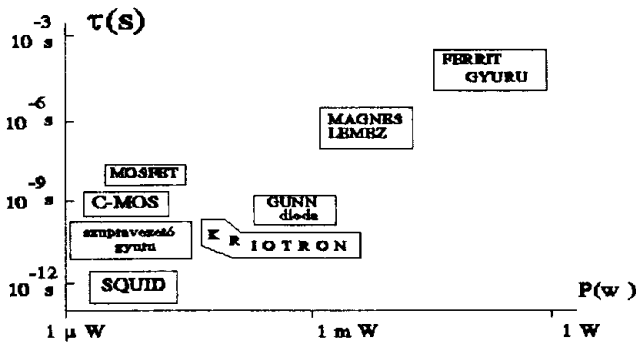 τ(s)
10⁻³ s
FERRIT
GYURU
10⁻⁶ s
MAGNES
LEMEZ
MOSFET
10⁻⁹ s
C-MOS
GUNN
dioda
szupravezető
gyuru
KRIOTRON
10⁻¹² s
SQUID
P(w )
1 μ W
1 m W
1 W